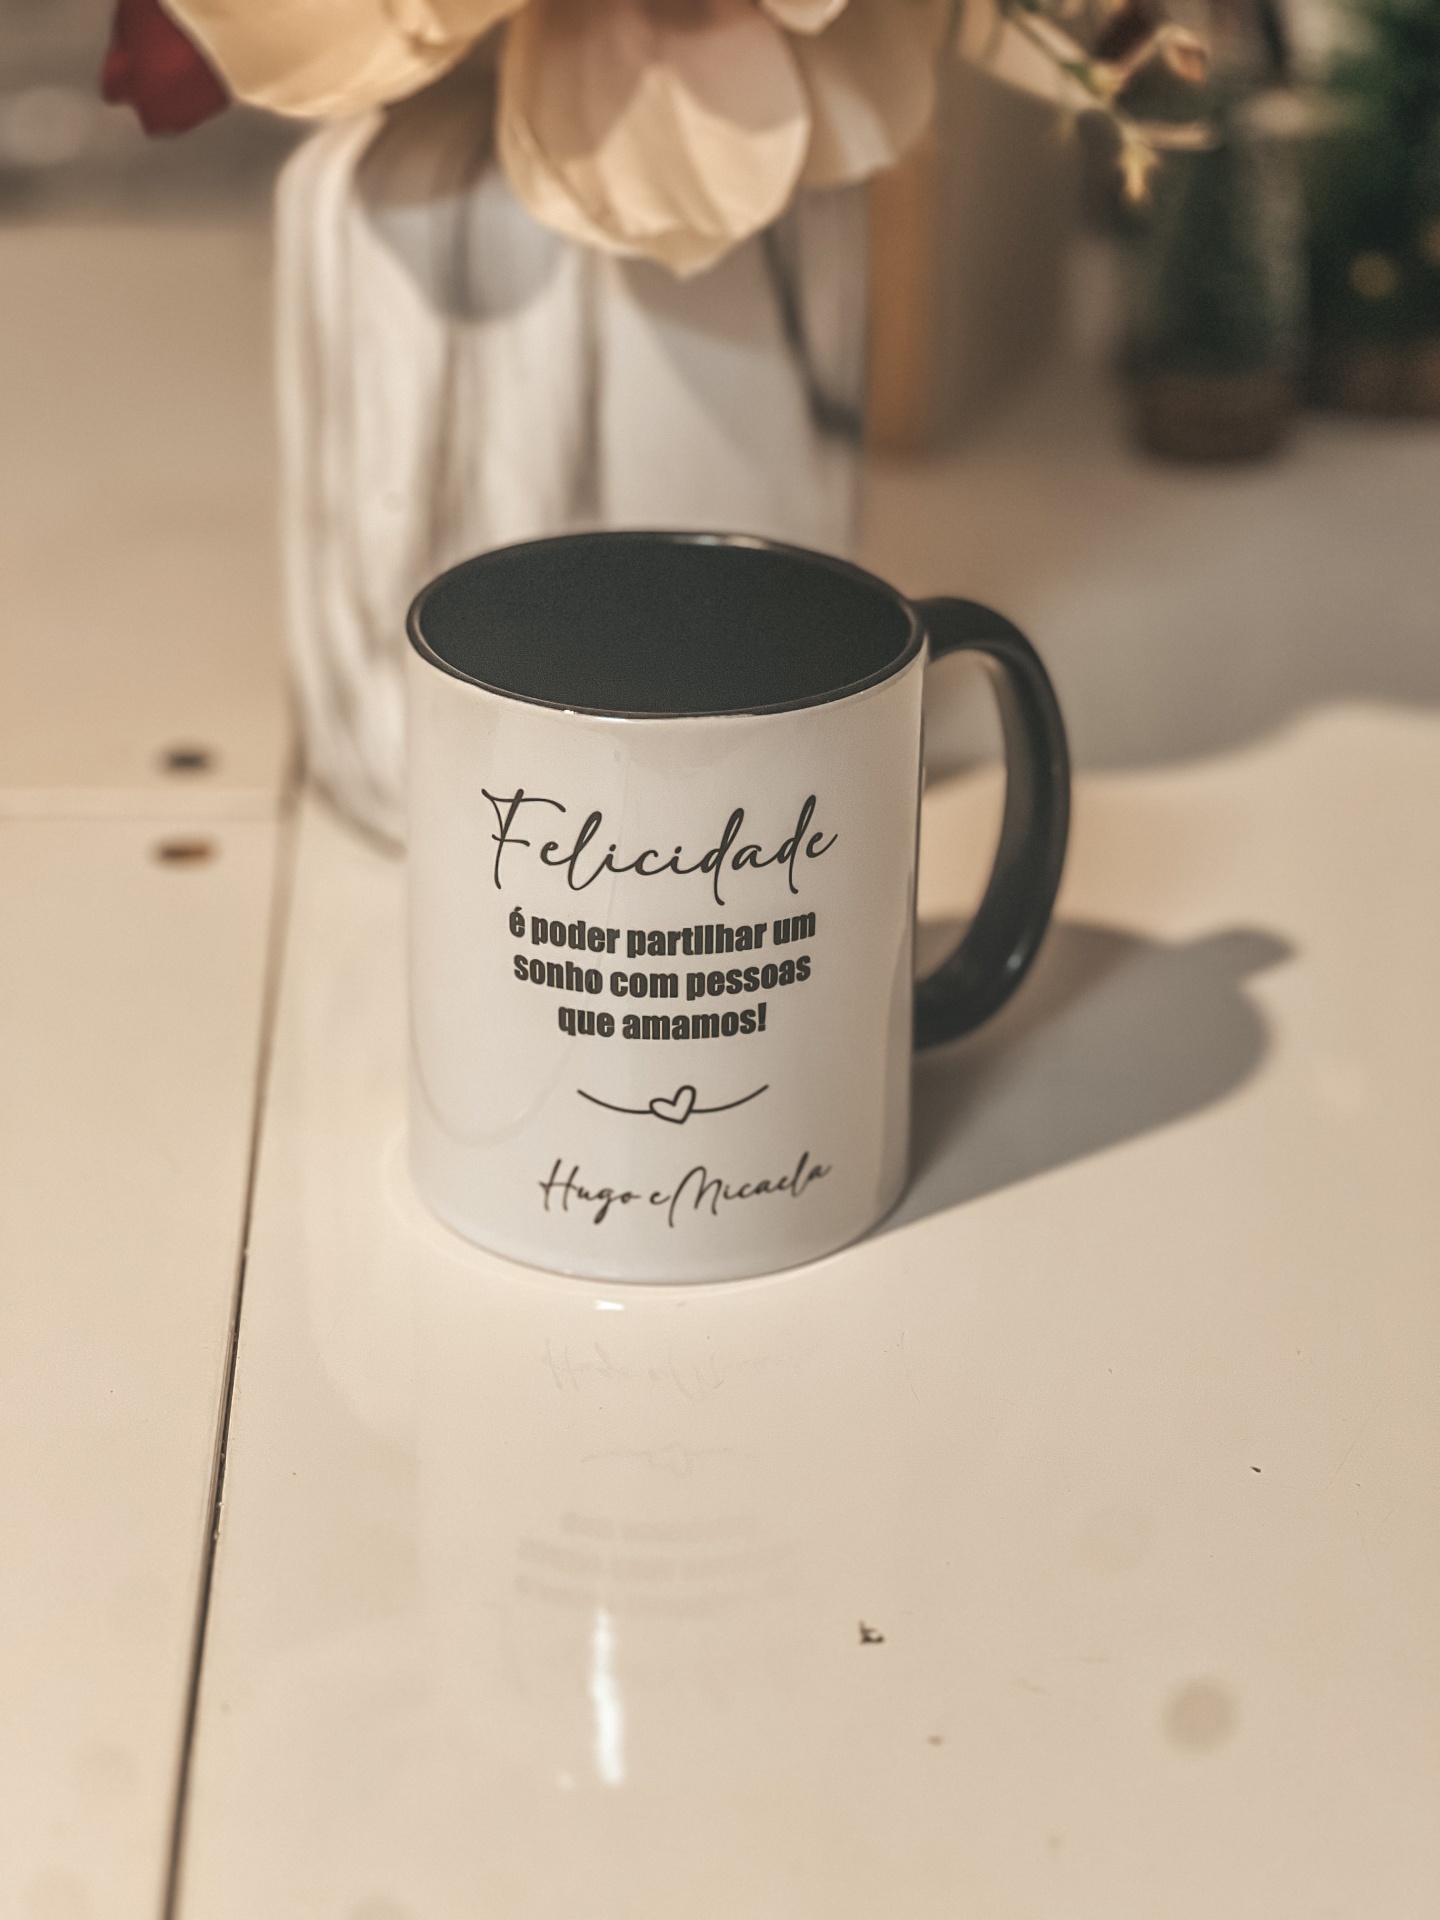 Felicidade
é poder partilhar um
sonho com pessoas
que amamos!
Hugo e Micaela